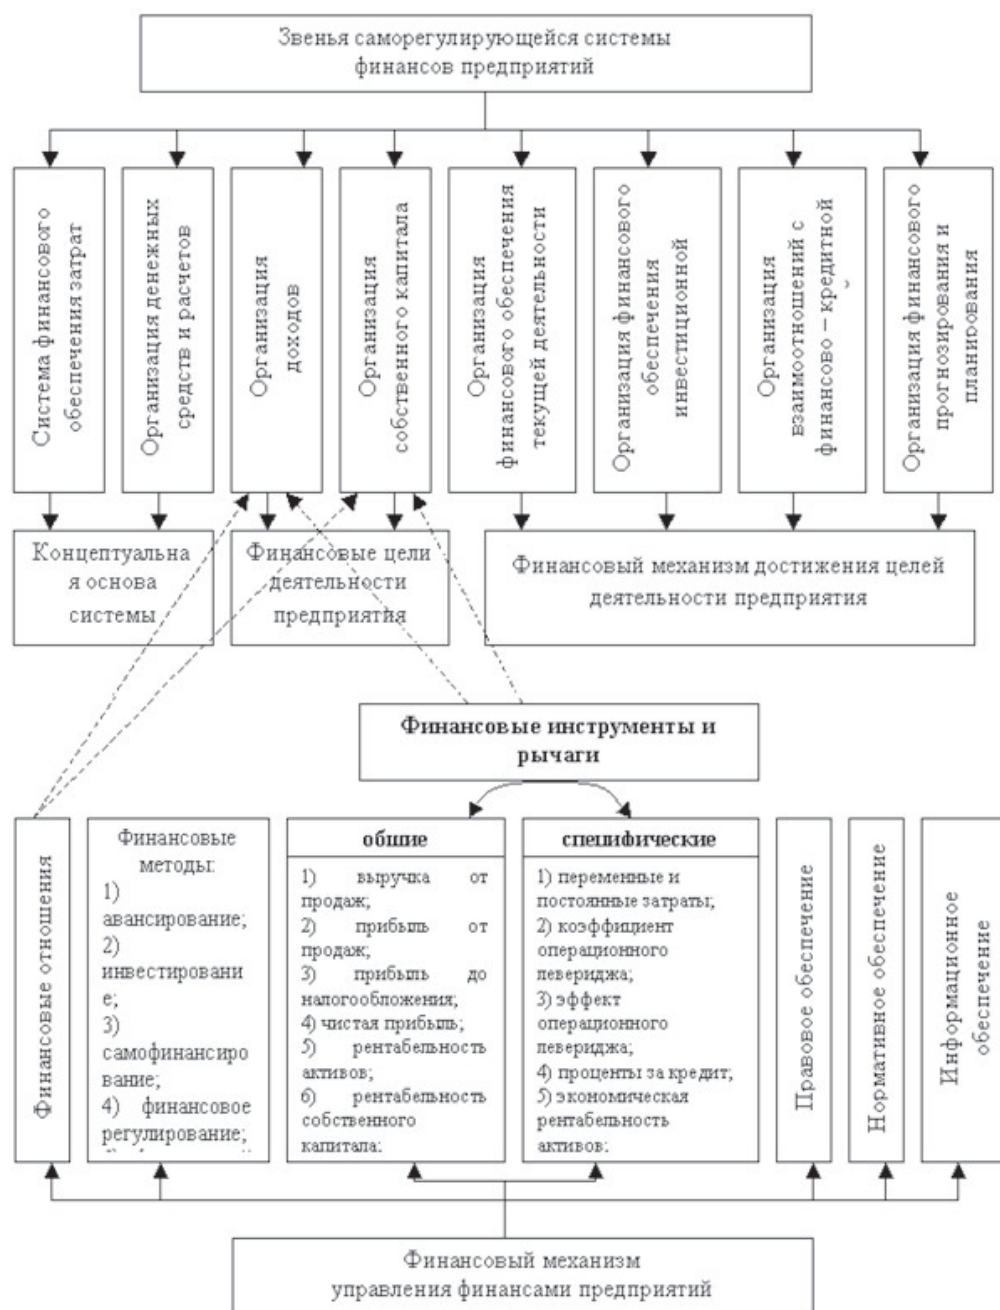 Звенья саморегулирующейся системы
финансов предприятий
Система финансового
обеспечения затрат
Организация денежных
средств и расчетов
Организация
доходов
Организация
собственного капитала
Организация
финансового обеспечения
текущей деятельности
Организация финансового
обеспечения
инвестиционной
Организация
взаимоотношений с
финансово – кредитной
Организация финансового
прогнозирования и
планирования
Концептуальна
я основа
системы
Финансовые цели
деятельности
предприятия
Финансовый механизм достижения целей
деятельности предприятия
Финансовые инструменты и
рычаги
Финансовые отношения
Финансовые
методы:
1)
авансирование;
2)
инвестировани
е;
3)
самофинансиро
вание;
4) финансовое
регулирование;
общие
1) выручка от
продаж;
2) прибыль от
продаж;
3) прибыль до
налогообложения;
4) чистая прибыль;
5) рентабельность
активов;
6) рентабельность
собственного
капитала;
специфические
1) переменные и
постоянные затраты;
2) коэффициент
операционного
левериджа;
3) эффект
операционного
левериджа;
4) проценты за кредит;
5) экономическая
рентабельность
активов;
Правовое обеспечение
Нормативное обеспечение
Информационное
обеспечение
Финансовый механизм
управления финансами предприятий